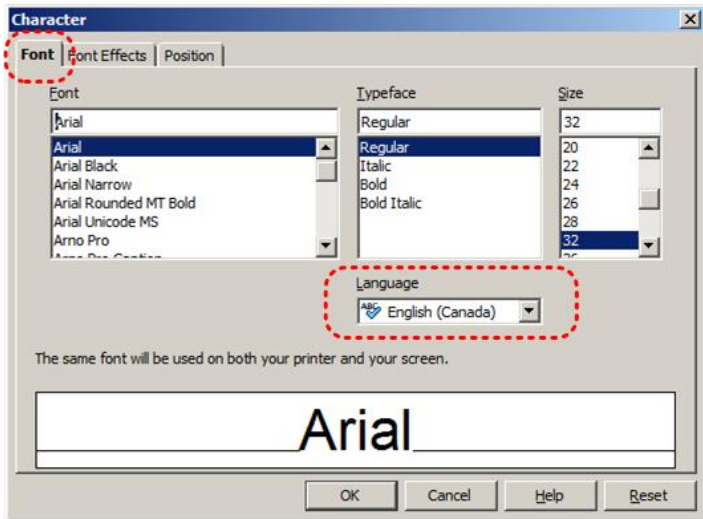 Character
Font Font Effects Position
Font
Arial
Arial
Arial Black
Arial Narrow
Arial Rounded MT Bold
Arial Unicode MS
Arno Pro
Typeface
Regular
Regular
Italic
Bold
Bold Italic
Size
32
20
22
24
26
28
32
Language
ABC English (Canada)
The same font will be used on both your printer and your screen.
Arial
OK Cancel Help Reset